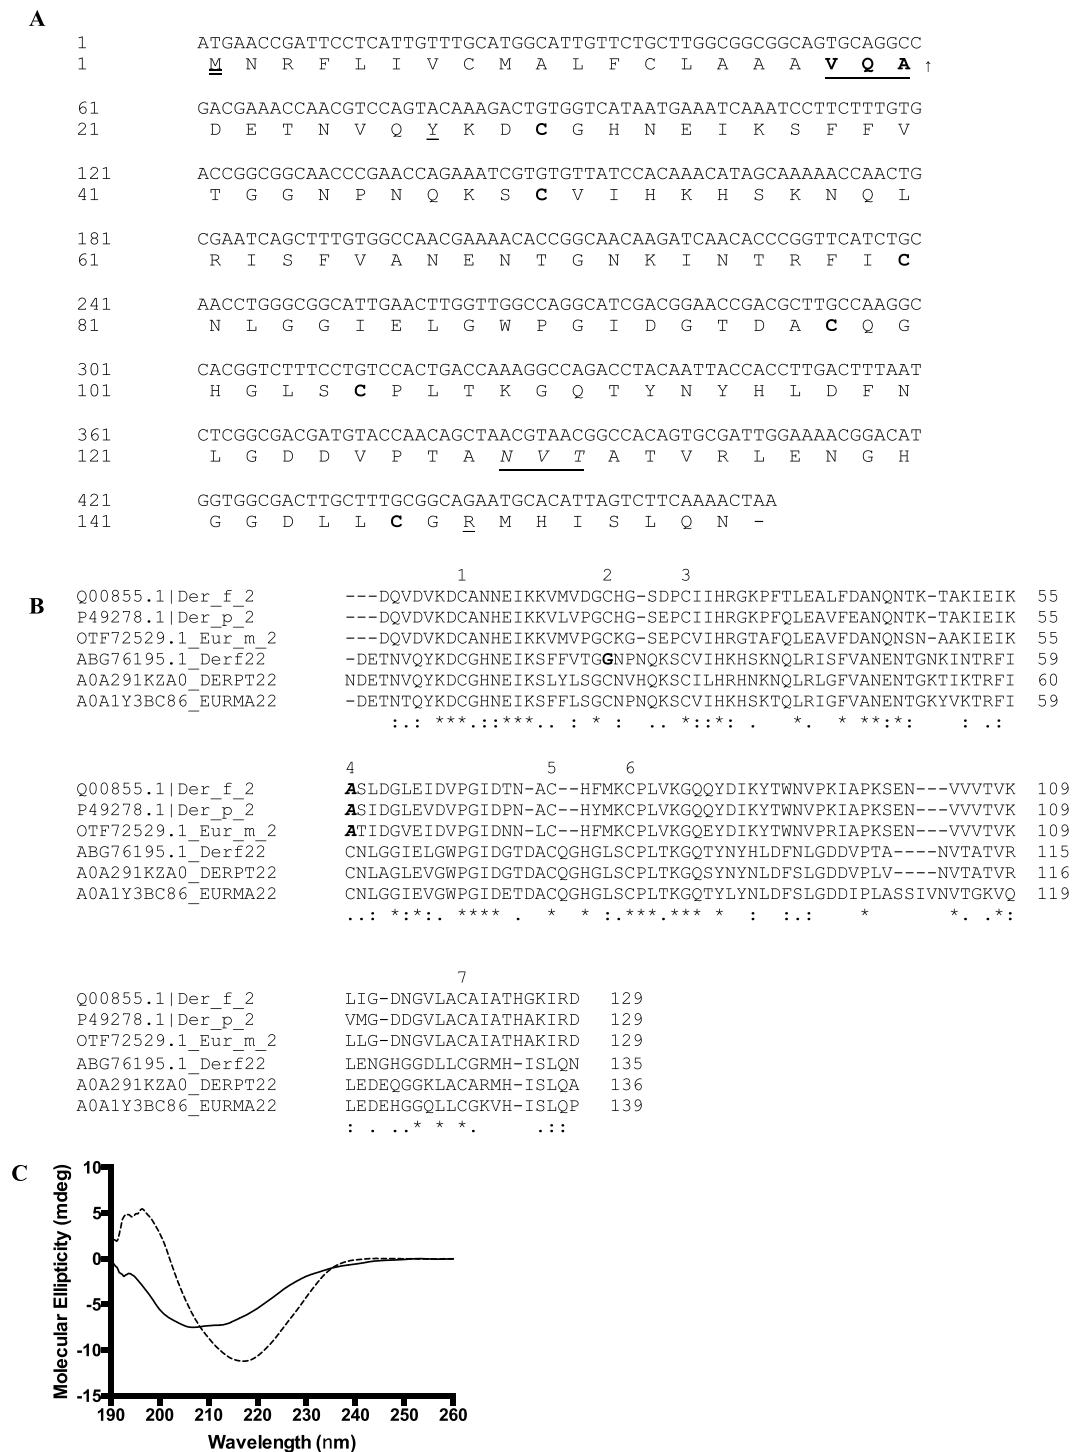 A
1 ATGAACCGATTCCTCATTGTTTGCATGGCATTGTTCTGCTTGGCGGCGGCAGTGCAGGCC
1 M N R F L I V C M A L F C L A A A V Q A ↑
61 GACGAAACCAACGTCCAGTACAAAGACTGTGGTCATAATGAAATCAAATCCTTCTTTGTG
21 D E T N V Q Y K D C G H N E I K S F F V
121 ACCGGCGGCAACCCGAACCAGAAATCGTGTGTTATCCACAAACATAGCAAAAACCAACTG
41 T G G N P N Q K S C V I H K H S K N Q L
181 CGAATCAGCTTTGTGGCCAACGAAAACACCGGCAACAAGATCAACACCCGGTTCATCTGC
61 R I S F V A N E N T G N K I N T R F I C
241 AACCTGGGCGGCATTGAACTTGGTTGGCCAGGCATCGACGGAACCGACGCTTGCCAAGGC
81 N L G G I E L G W P G I D G T D A C Q G
301 CACGGTCTTTCCTGTCCACTGACCAAAGGCCAGACCTACAATTACCACCTTGACTTTAAT
101 H G L S C P L T K G Q T Y N Y H L D F N
361 CTCGGCGACGATGTACCAACAGCTAACGTAACGGCCACAGTGCGATTGGAAAACGGACAT
121 L G D D V P T A N V T A T V R L E N G H
421 GGTGGCGACTTGCTTTGCGGCAGAATGCACATTAGTCTTCAAAACTAA
141 G G D L L C G R M H I S L Q N -
B
1 2 3
Q00855.1|Der_f_2 ---DQVDVKDCANNEIKKVMVDGCHG-SDPCIIHRGKPFTLEALFDANQNTK-TAKIEIK 55
P49278.1|Der_p_2 ---DQVDVKDCANHEIKKVLVPGCHG-SEPCIIHRGKPFQLEAVFEANQNTK-TAKIEIK 55
OTF72529.1_Eur_m_2 ---DQVDVKDCANHEIKKVMVPGCKG-SEPCVIHRGTAFQLEAVFDANQNSN-AAKIEIK 55
ABG76195.1_Derf22 -DETNVQYKDCGHNEIKSFFVTGGNPNQKSCVIHKHSKNQLRISFVANENTGNKINTRFI 59
A0A291KZA0_DERPT22 NDETNVQYKDCGHNEIKSLYLSGCNVHQKSCILHRHNKNQLRLGFVANENTGKTIKTRFI 60
A0A1Y3BC86_EURMA22 -DETNTQYKDCGHNEIKSFFLSGCNPNQKSCVIHKHSKTQLRIGFVANENTGKYVKTRFI 59
:.: ***.::***.. : * : .. *::*: . *. * **:*: : .:
4 5 6
Q00855.1|Der_f_2 ASLDGLEIDVPGIDTN-AC--HFMKCPLVKGQQYDIKYTWNVPKIAPKSEN---VVVTVK 109
P49278.1|Der_p_2 ASIDGLEIDVPGIDPN-AC--HYMKCPLVKGQQYDIKYTWNVPKIAPKSEN---VVVTVK 109
OTF72529.1_Eur_m_2 ATIDGVEIDVPGIDNN-LC--HFMKCPLVKGQEYDIKYTWNVPRIAPKSEN---VVVTVK 109
ABG76195.1_Derf22 CNLGGIELGWPGIDGTDACQGHGLSCPLTKGQTYNYHLDFNLGDDVPTA----NVTATVR 115
A0A291KZA0_DERPT22 CNLAGLEVGWPGIDGTDACQGHGLSCPLTKGQSYNYNLDFSLGDDVPLV----NVTATVR 116
A0A1Y3BC86_EURMA22 CNLGGIEVGWPGIDETDACQGHGLSCPLTKGQTYLYNLDFSLGDDIPLASSIVNVTGKVQ 119
..: *:*:. **** . * * :.***.*** * : :.: * *. .*:
7
Q00855.1|Der_f_2 LIG-DNGVLACAIATHGKIRD 129
P49278.1|Der_p_2 VMG-DDGVLACAIATHAKIRD 129
OTF72529.1_Eur_m_2 LLG-DNGVLACAIATHAKIRD 129
ABG76195.1_Derf22 LENGHGGDLLCGRMH-ISLQN 135
A0A291KZA0_DERPT22 LEDEQGGKLACARMH-ISLQA 136
A0A1Y3BC86_EURMA22 LEDEHGGQLLCGKVH-ISLQP 139
: . ..* * *. .::
C
Molecular Ellipticity (mdeg)
10
5
0
-5
-10
-15
190 200 210 220 230 240 250 260
Wavelength (nm)